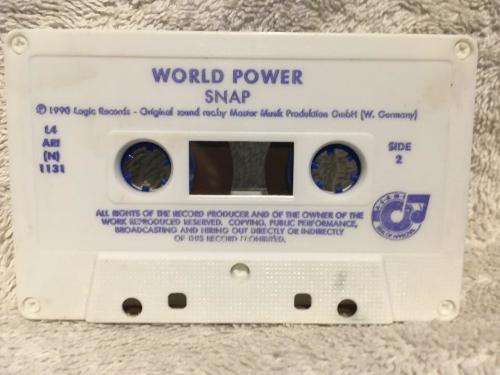 WORLD POWER
SNAP
℗ 1990 Logic Records - Original sound rec.by Master Musik Produktion GmbH (W. Germany)
L4
ARI
(N)
1131
SIDE
2
ALL RIGHTS OF THE RECORD PRODUCER AND OF THE OWNER OF THE
WORK REPRODUCED RESERVED. COPYING, PUBLIC PERFORMANCE,
BROADCASTING AND HIRING OUT DIRECTLY OR INDIRECTLY
OF THIS RECORD PROHIBITED.